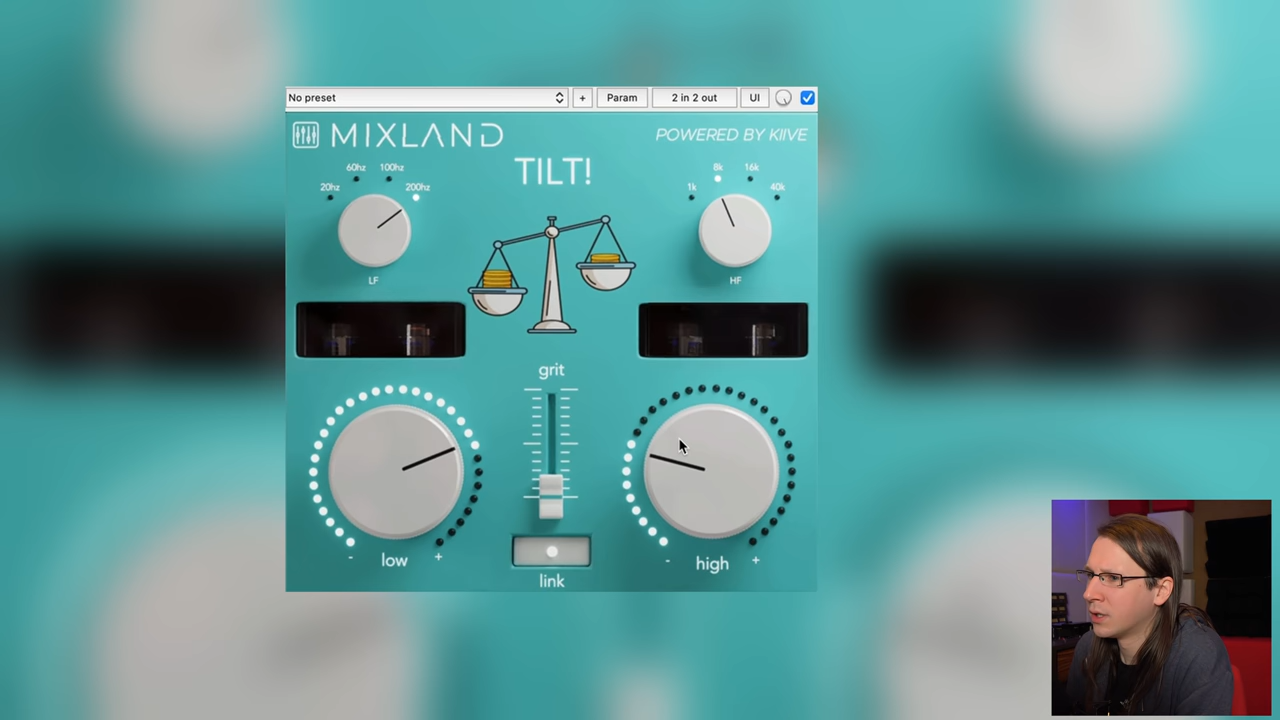 No preset
+
Param
2 in 2 out
UI
MIXLAND
POWERED BY KIIVE
TILT!
20hz
60hz
100hz
200hz
LF
1k
8k
16k
40k
HF
grit
- low +
- high +
link